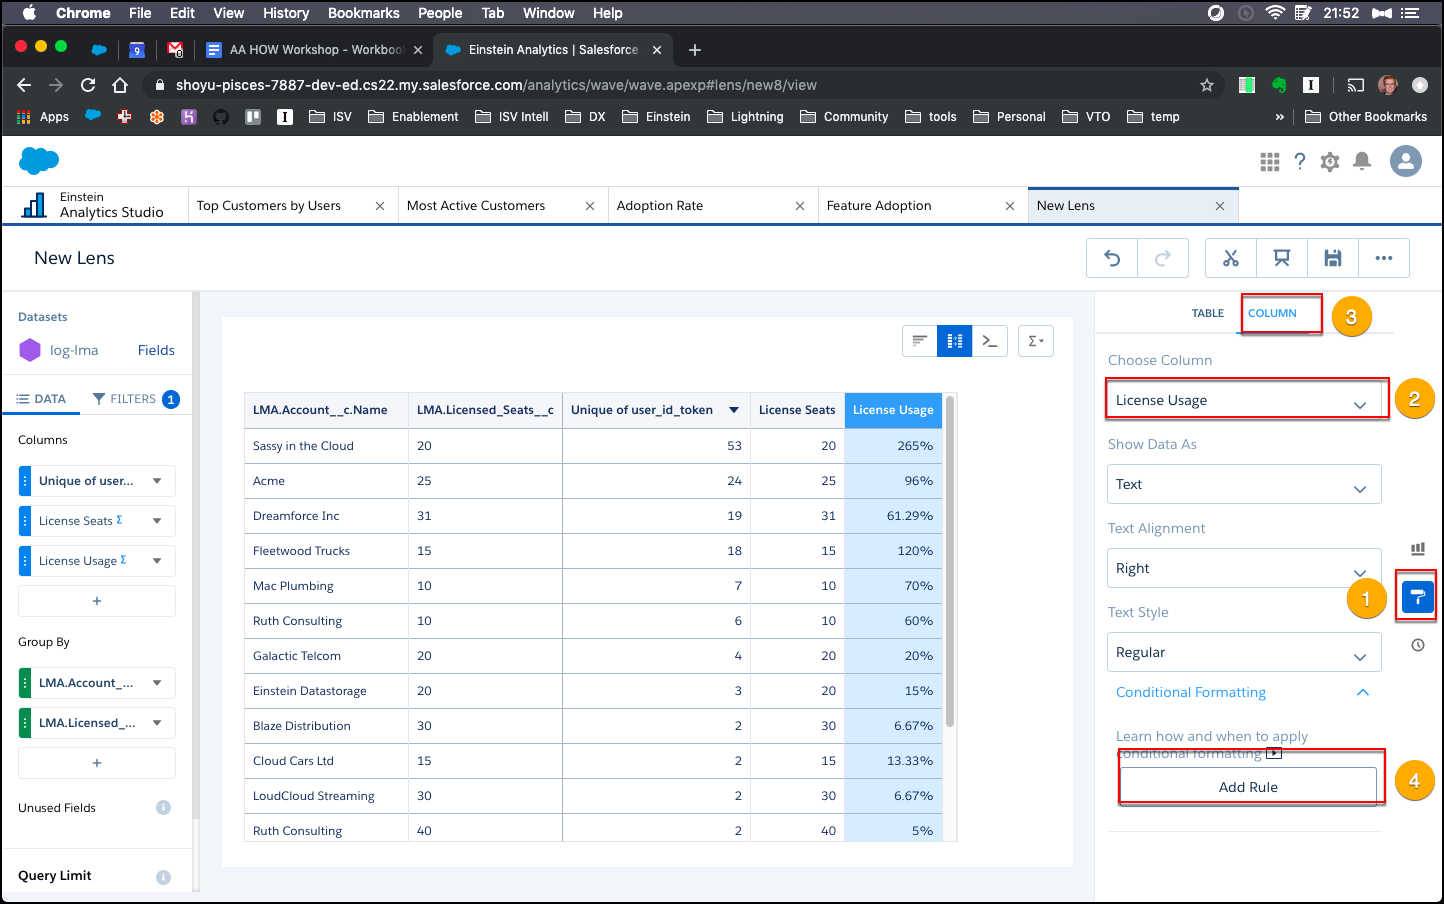 Chrome File Edit View History Bookmarks People Tab Window Help 21:52
9 0 AA HOW Workshop - Workboo Einstein Analytics | Salesforce
shoyu-pisces-7887-dev-ed.cs22.my.salesforce.com/analytics/wave/wave.apexp#lens/new8/view
Apps ISV Enablement ISV Intell DX Einstein Lightning Community tools Personal VTO temp » Other Bookmarks
Einstein
Analytics Studio
Top Customers by Users Most Active Customers Adoption Rate Feature Adoption New Lens
New Lens
Datasets
log-lma Fields
DATA FILTERS 1
Columns
Unique of user...
License Seats Σ
License Usage Σ
+
Group By
LMA.Account_...
LMA.Licensed_...
+
Unused Fields
Query Limit
LMA.Account__c.Name LMA.Licensed_Seats__c Unique of user_id_token License Seats License Usage
Sassy in the Cloud 20 53 20 265%
Acme 25 24 25 96%
Dreamforce Inc 31 19 31 61.29%
Fleetwood Trucks 15 18 15 120%
Mac Plumbing 10 7 10 70%
Ruth Consulting 10 6 10 60%
Galactic Telcom 20 4 20 20%
Einstein Datastorage 20 3 20 15%
Blaze Distribution 30 2 30 6.67%
Cloud Cars Ltd 15 2 15 13.33%
LoudCloud Streaming 30 2 30 6.67%
Ruth Consulting 40 2 40 5%
TABLE COLUMN 3
Choose Column
License Usage 2
Show Data As
Text
Text Alignment
Right
1
Text Style
Regular
Conditional Formatting
Learn how and when to apply
conditional formatting
Add Rule 4